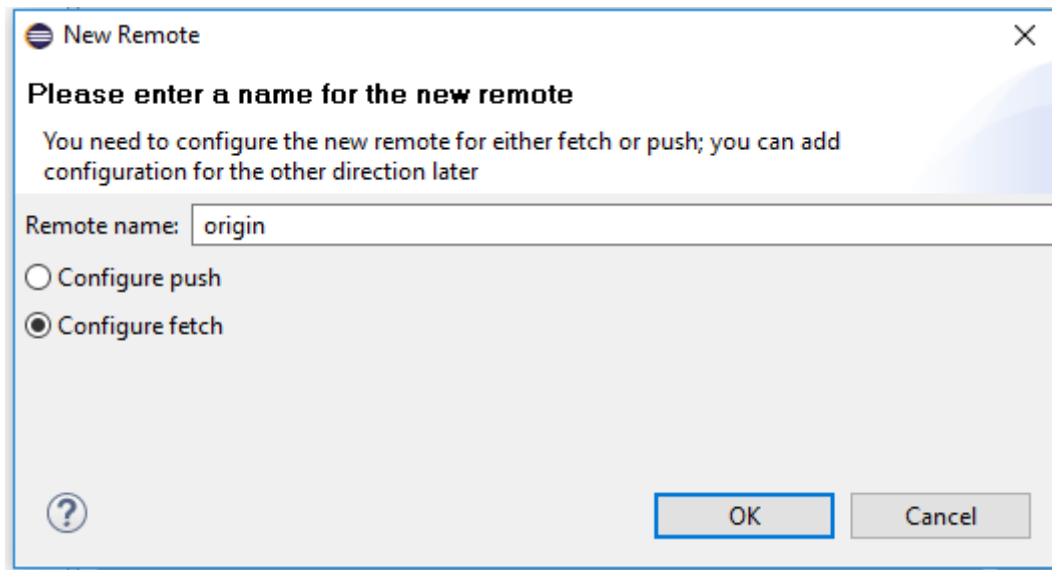 New Remote
Please enter a name for the new remote
You need to configure the new remote for either fetch or push; you can add
configuration for the other direction later
Remote name: origin
Configure push
Configure fetch
?
OK Cancel